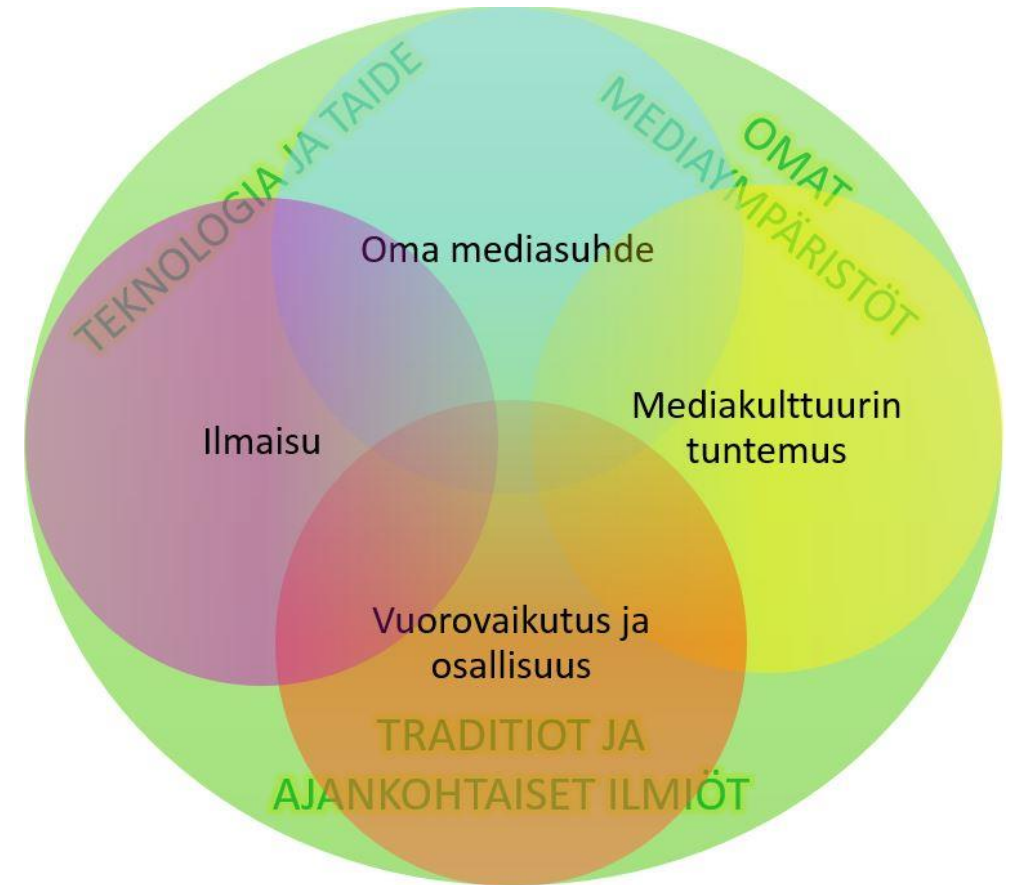 TEKNOLOGIA JA TAIDE
OMAT
MEDIAYMPÄRISTÖT
Oma mediasuhde
Mediakulttuurin
tuntemus
Ilmaisu
Vuorovaikutus ja
osallisuus
TRADITIOT JA
AJANKOHTAISET ILMIÖT